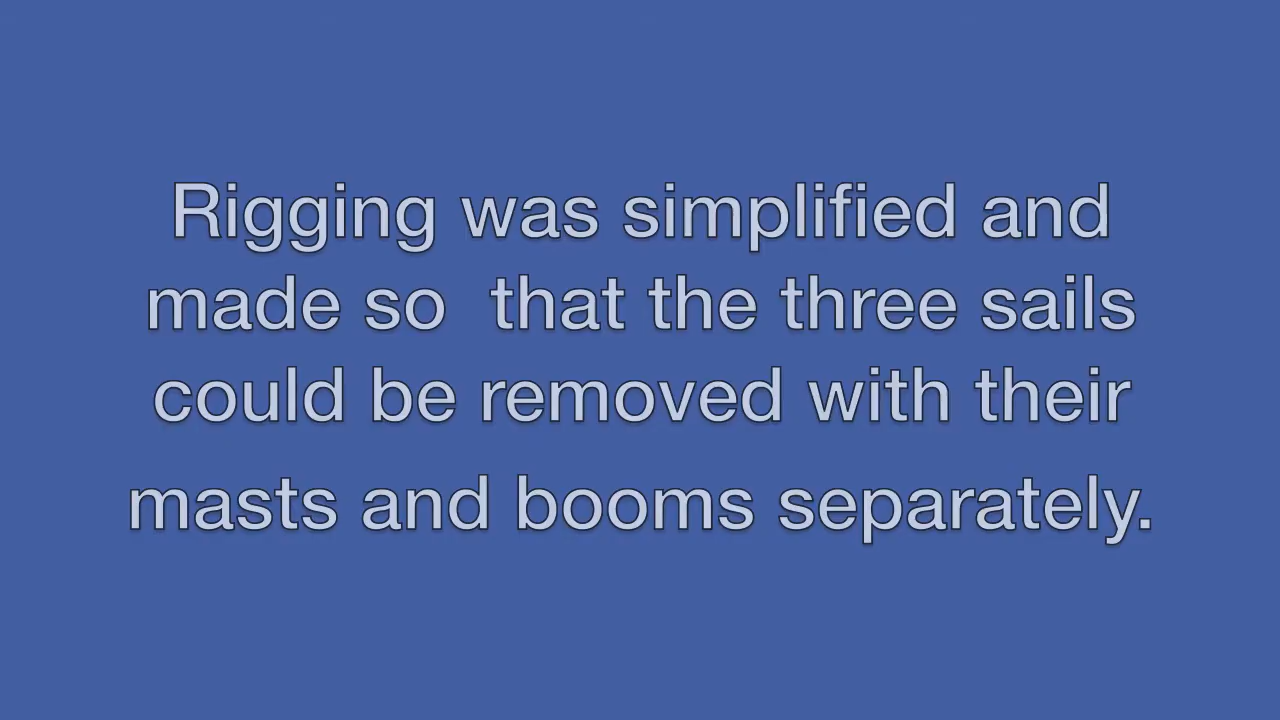 Rigging was simplified and
made so  that the three sails
could be removed with their
masts and booms separately.